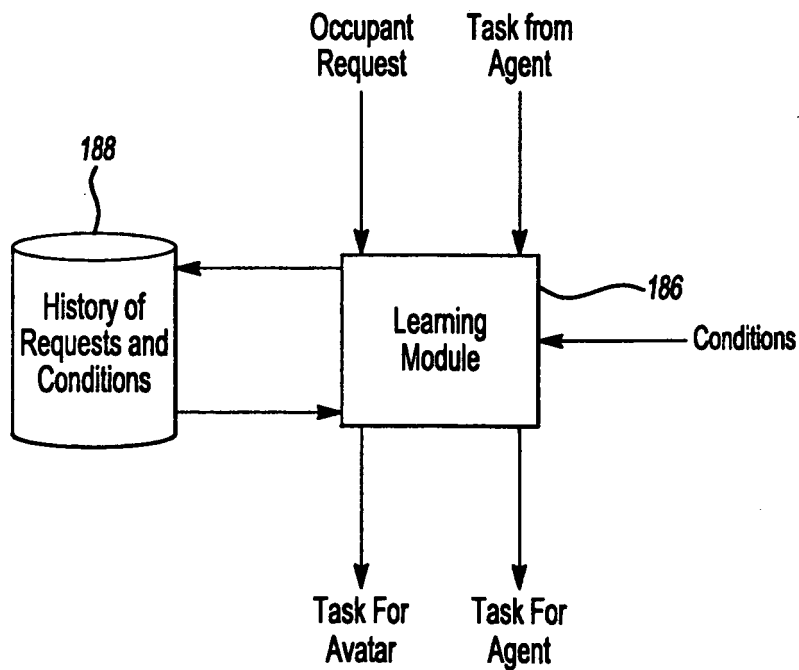 Occupant
Request
Task from
Agent
188
History of
Requests and
Conditions
Learning
Module
186
Conditions
Task For
Avatar
Task For
Agent